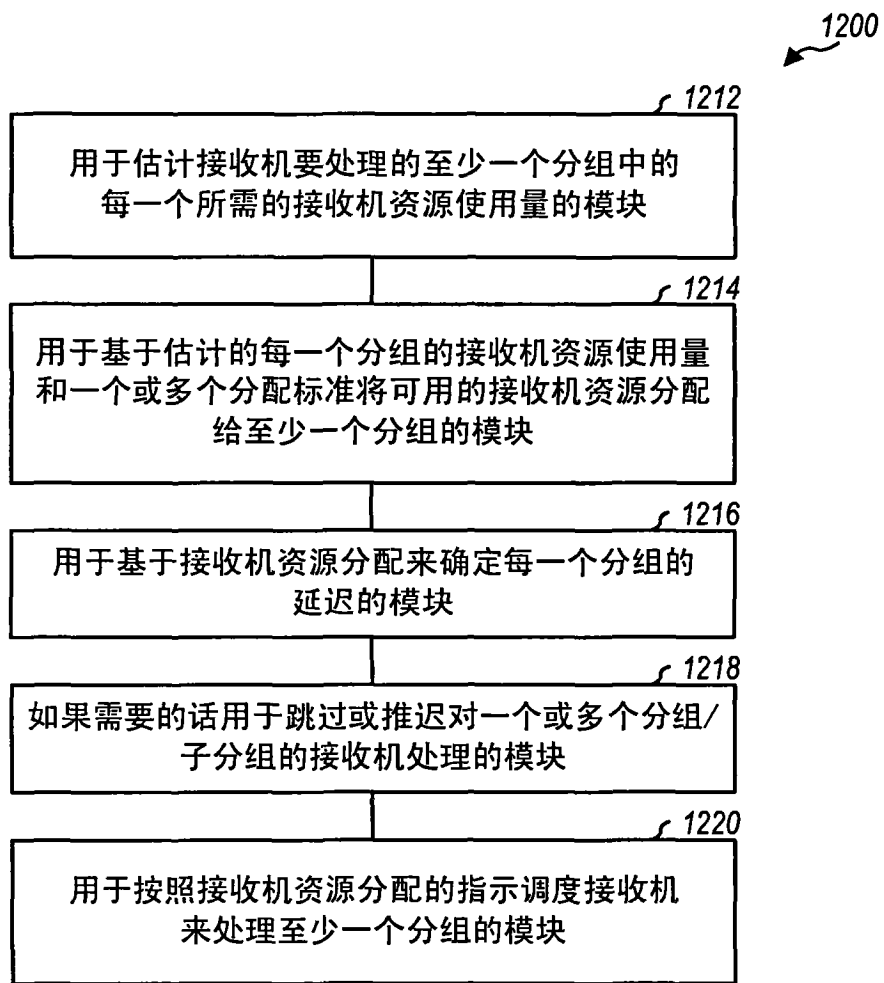 1200
1212
用于估计接收机要处理的至少一个分组中的
每一个所需的接收机资源使用量的模块
1214
用于基于估计的每一个分组的接收机资源使用量
和一个或多个分配标准将可用的接收机资源分配
给至少一个分组的模块
1216
用于基于接收机资源分配来确定每一个分组的
延迟的模块
1218
如果需要的话用于跳过或推迟对一个或多个分组/
子分组的接收机处理的模块
1220
用于按照接收机资源分配的指示调度接收机
来处理至少一个分组的模块